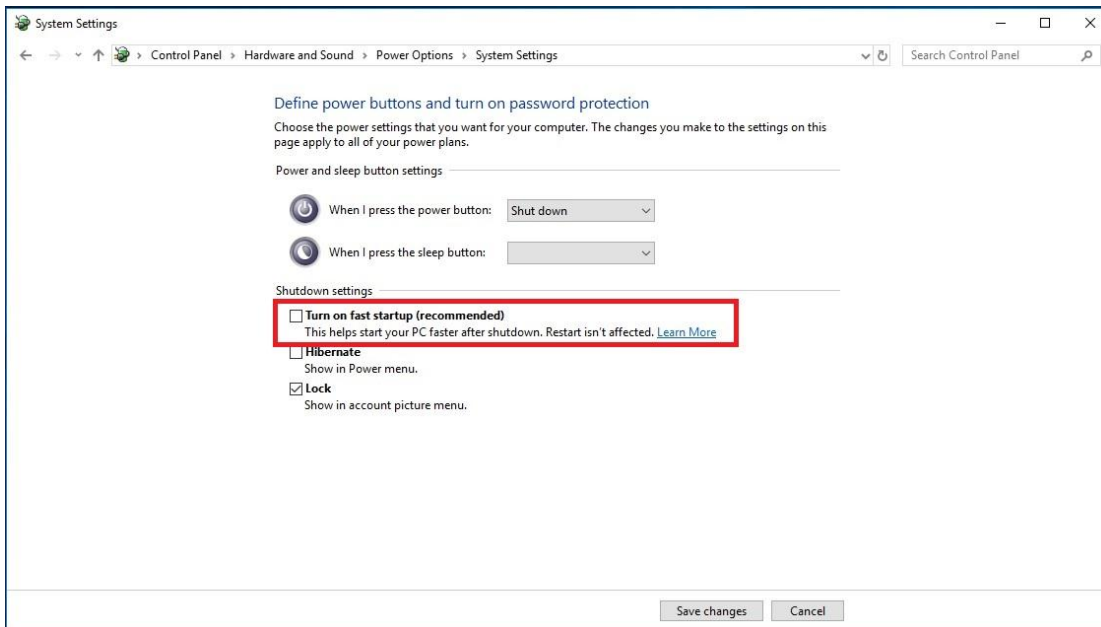 System Settings
Control Panel > Hardware and Sound > Power Options > System Settings
Search Control Panel
Define power buttons and turn on password protection
Choose the power settings that you want for your computer. The changes you make to the settings on this
page apply to all of your power plans.
Power and sleep button settings
When I press the power button: Shut down
When I press the sleep button:
Shutdown settings
Turn on fast startup (recommended)
This helps start your PC faster after shutdown. Restart isn't affected. Learn More
Hibernate
Show in Power menu.
Lock
Show in account picture menu.
Save changes Cancel